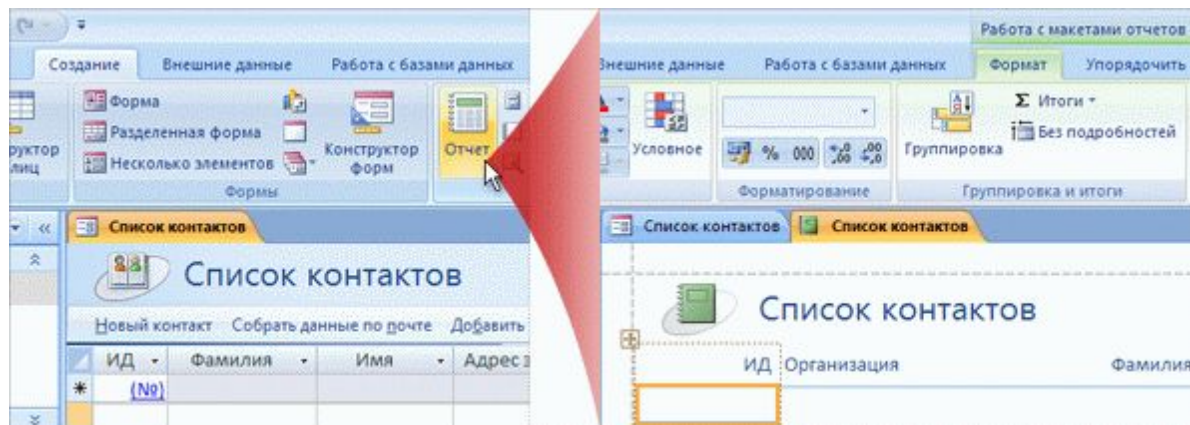 Создание Внешние данные Работа с базами данных
Форма
Разделенная форма
Несколько элементов
Конструктор форм
Отчет
Формы
Список контактов
Список контактов
Новый контакт Собрать данные по почте Добавить
ИД Фамилия Имя Адрес
(№)
Работа с макетами отчетов
Внешние данные Работа с базами данных Формат Упорядочить
Условное
% 000
Группировка
Σ Итоги
Без подробностей
Форматирование Группировка и итоги
Список контактов Список контактов
Список контактов
ИД Организация Фамилия